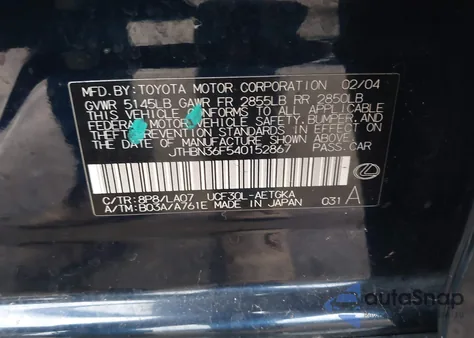 MFD. BY: TOYOTA MOTOR CORPORATION 02/04
GVWR 5145LB GAWR FR 2855LB RR 2850LB
THIS VEHICLE CONFORMS TO ALL APPLICABLE
FEDERAL MOTOR VEHICLE SAFETY, BUMPER, AND
THEFT PREVENTION STANDARDS IN EFFECT ON
THE DATE OF MANUFACTURE SHOWN ABOVE.
JTHBN36F540152867 PASS. CAR
C/TR: 8P8/LA07 UCF30L-AETGKA
A/TM: B03A/A761E MADE IN JAPAN 031 A
autoSnap